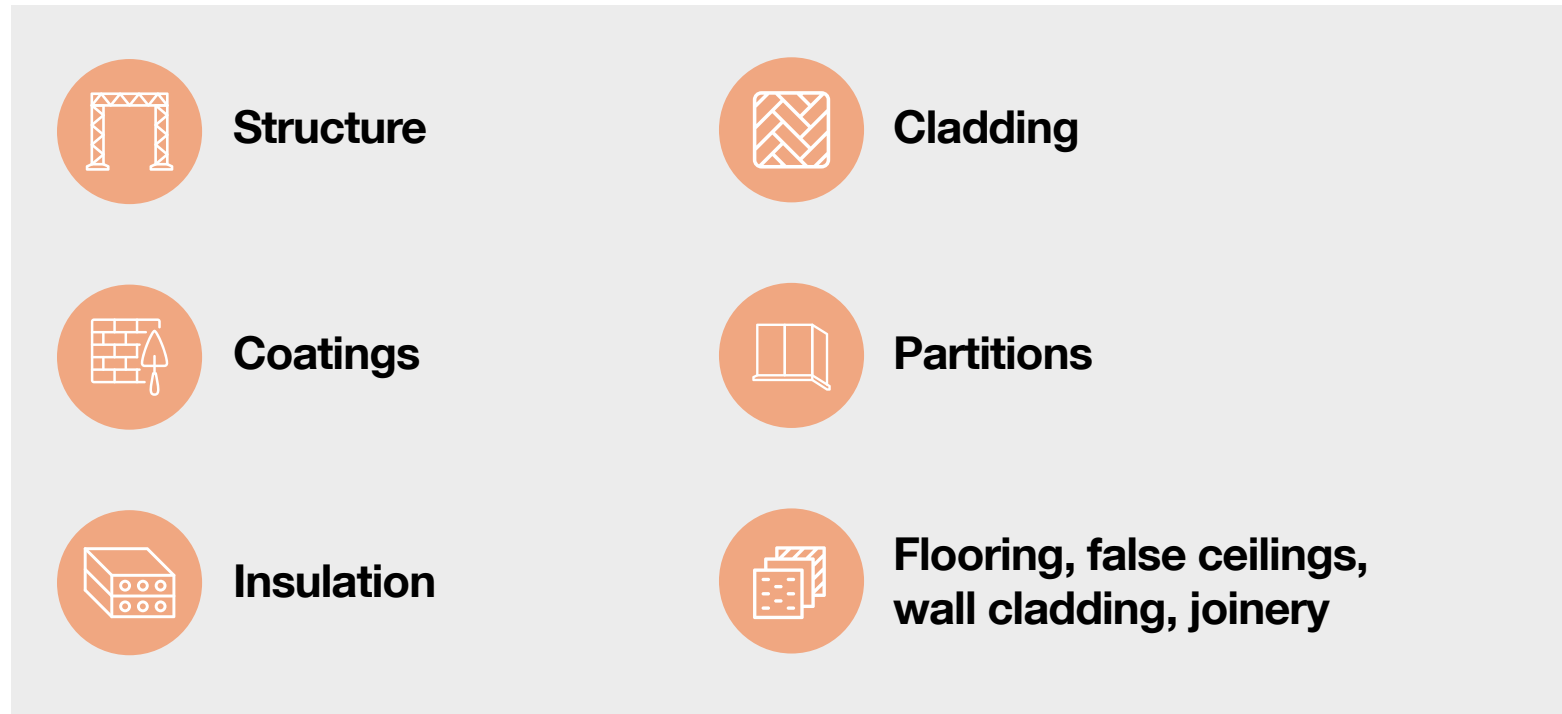 Structure
Cladding
Coatings
Partitions
Insulation
Flooring, false ceilings,
wall cladding, joinery